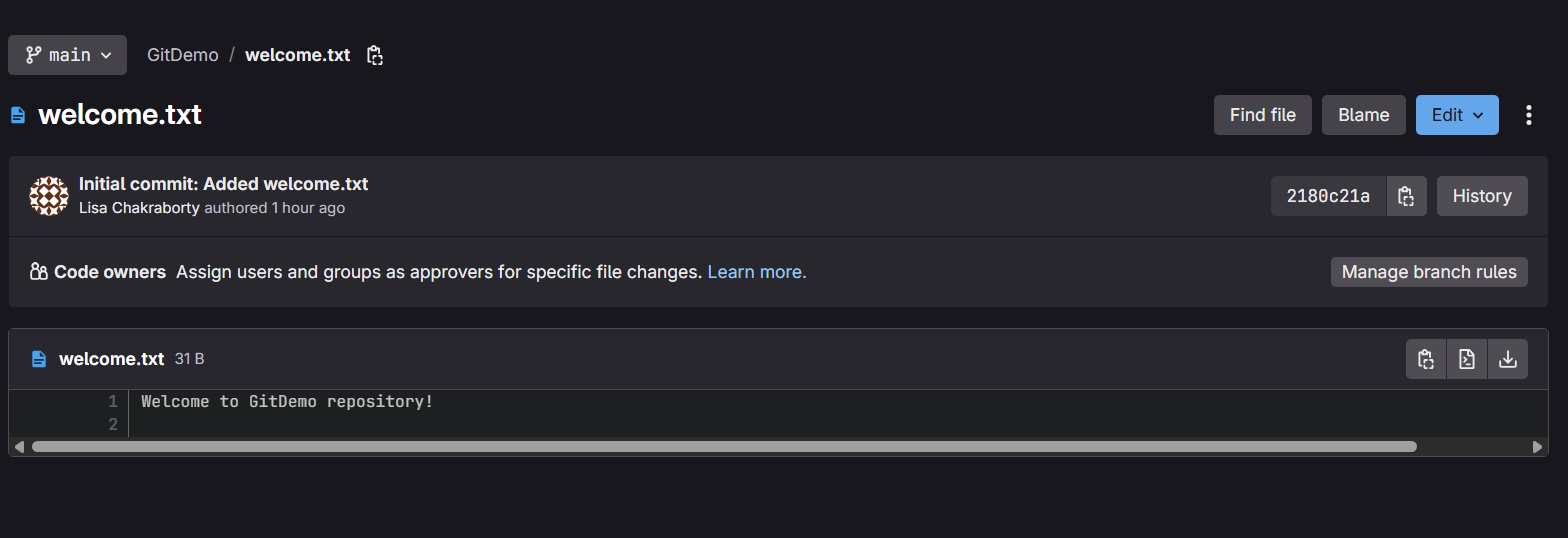 main
GitDemo / welcome.txt
welcome.txt
Find file
Blame
Edit
Initial commit: Added welcome.txt
Lisa Chakraborty authored 1 hour ago
2180c21a
History
Code owners Assign users and groups as approvers for specific file changes. Learn more.
Manage branch rules
welcome.txt 31 B
1 Welcome to GitDemo repository!
2